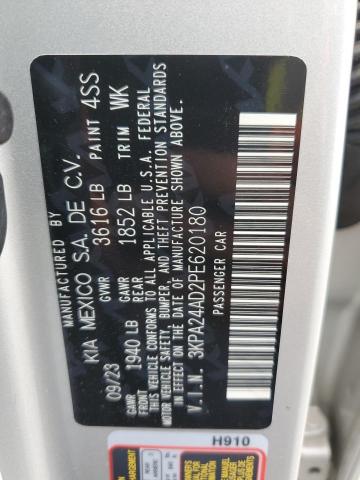 MANUFACTURED BY
KIA MEXICO S.A. DE C.V.
09/23 GVWR 3616 LB PAINT 4SS
GAWR FRONT 1940 LB GAWR REAR 1852 LB TRIM WK
THIS VEHICLE CONFORMS TO ALL APPLICABLE U.S.A. FEDERAL
MOTOR VEHICLE SAFETY, BUMPER, AND THEFT PREVENTION STANDARDS
IN EFFECT ON THE DATE OF MANUFACTURE SHOWN ABOVE.
V.I.N. 3KPA24AD2PE620180
PASSENGER CAR
H910